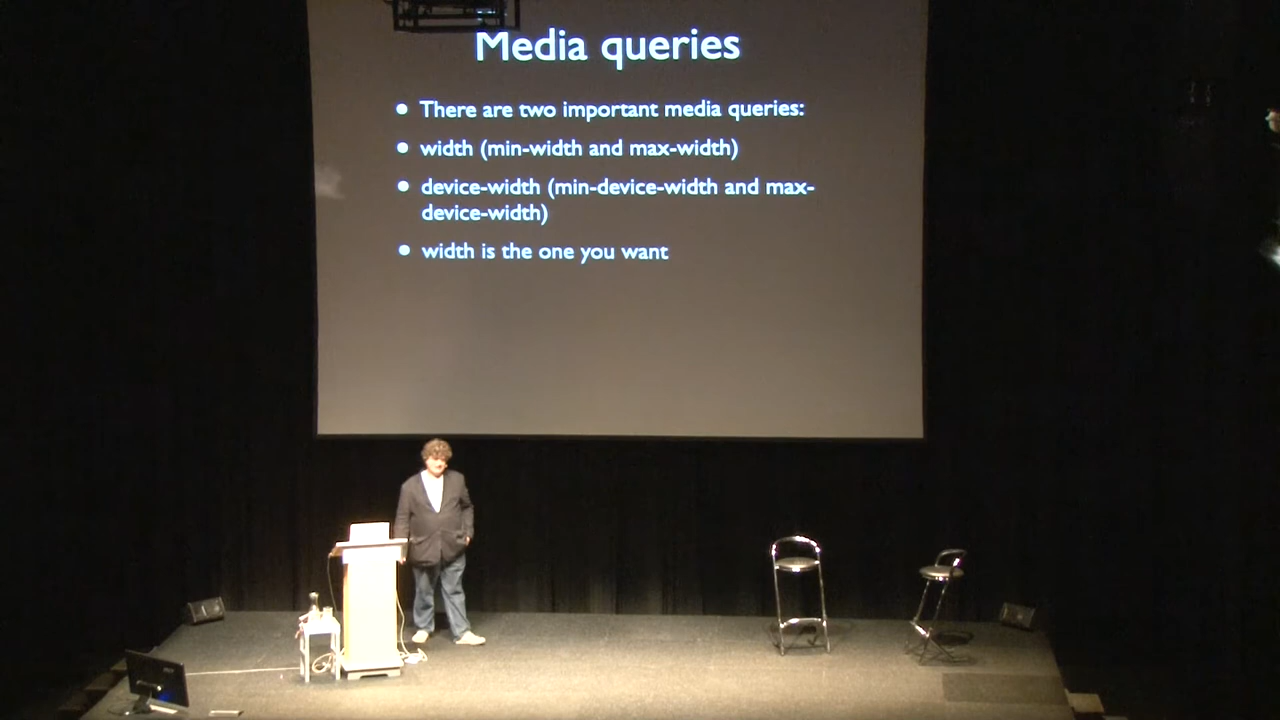 Media queries
• There are two important media queries:
• width (min-width and max-width)
• device-width (min-device-width and max-
device-width)
• width is the one you want